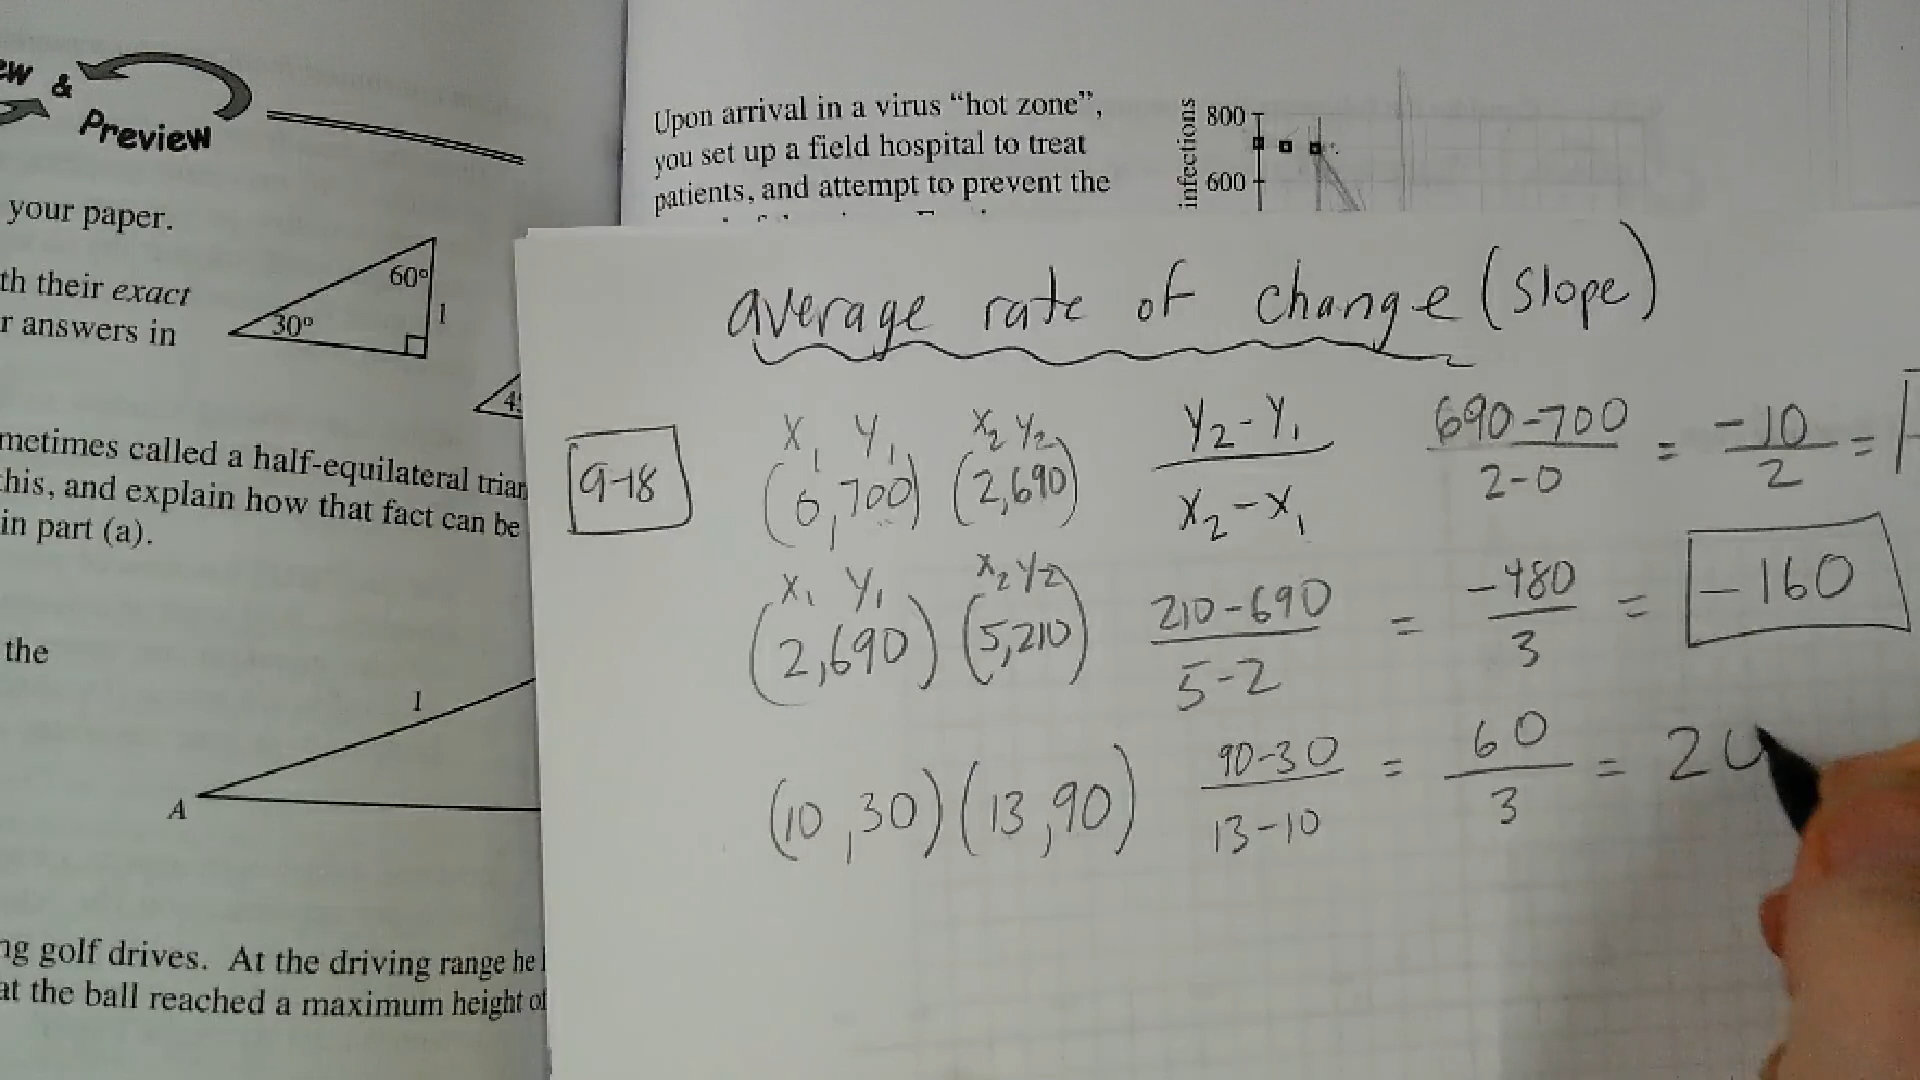 &
Preview
your paper.
th their exact
r answers in
60°
30°
1
metimes called a half-equilateral
this, and explain how that fact can be
in part (a).
the
1
A
ng golf drives. At the driving range he
at the ball reached a maximum height of
Upon arrival in a virus “hot zone”,
you set up a field hospital to treat
patients, and attempt to prevent the
infections
800
600
average rate of change (slope)
9-18
X₁ Y₁ X₂ Y₂
(0,700) (2,690)
Y₂-Y₁
X₂-X₁
690-700 = -10 =
2-0 2
X₁ Y₁ X₂ Y₂
(2,690) (5,210)
210-690 = -480 = -160
5-2 3
(10,30) (13,90)
90-30 = 60 = 20
13-10 3